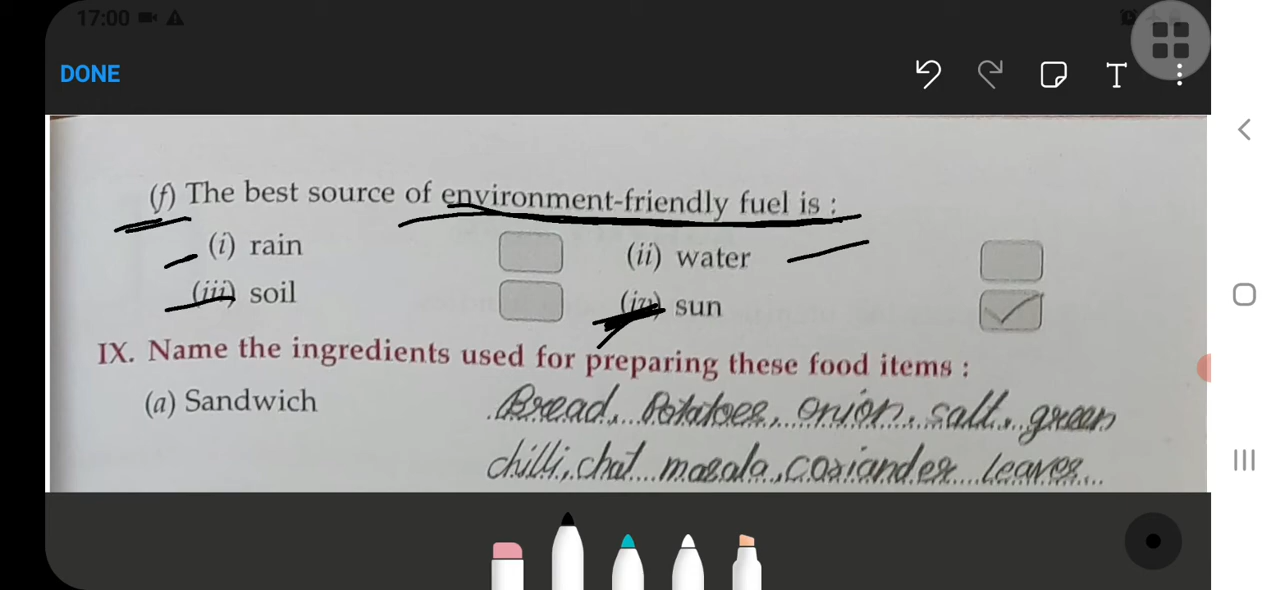 17:00
DONE
T
(f) The best source of environment-friendly fuel is :
(i) rain (ii) water
(iii) soil (iv) sun
IX. Name the ingredients used for preparing these food items :
(a) Sandwich Bread, Potatoes, onion, salt, green
chilli, chat masala, coriander leaves